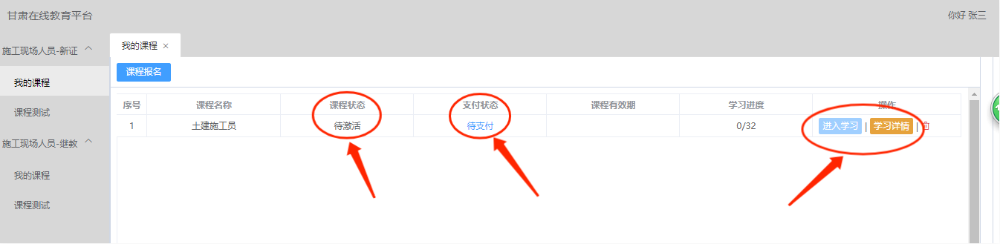 甘肃在线教育平台
你好 张三
施工现场人员-新证
我的课程
课程测试
施工现场人员-继教
我的课程
课程测试
我的课程 ×
课程报名
序号 课程名称 课程状态 支付状态 课程有效期 学习进度 操作
1 土建施工员 待激活 待支付 0/32 进入学习 | 学习详情 |